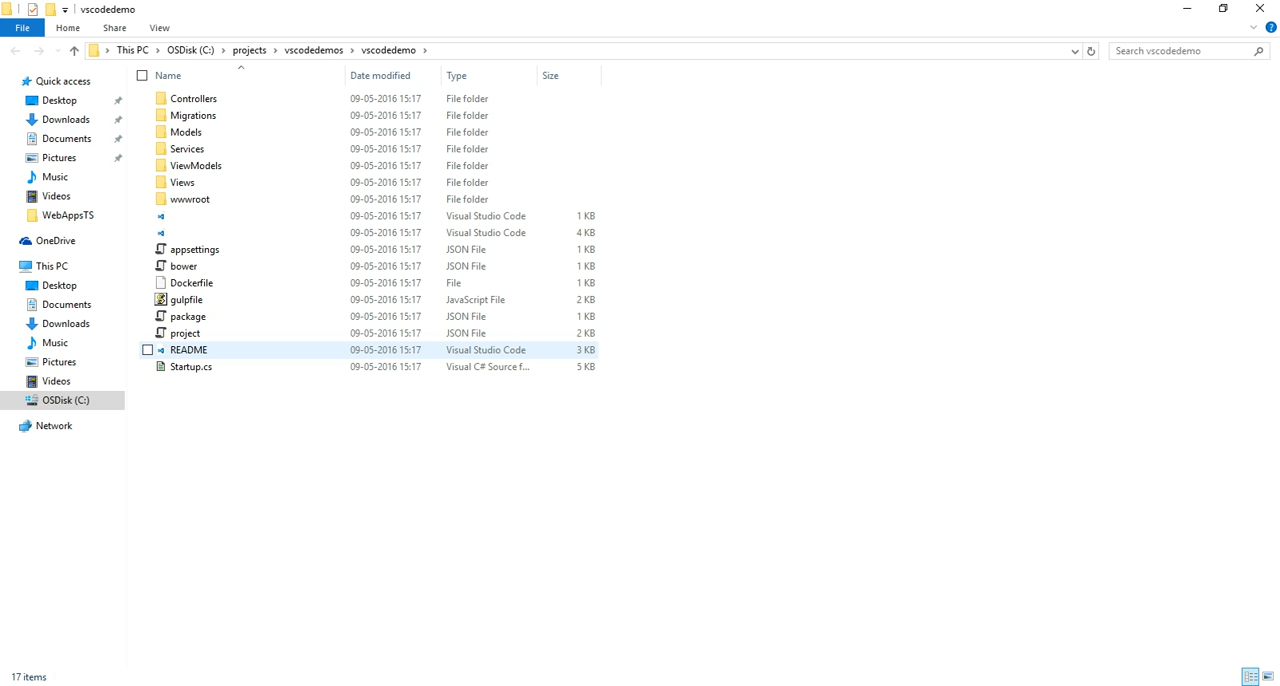 vscodedemo
File Home Share View
This PC > OSDisk (C:) > projects > vscodedemos > vscodedemo >
Search vscodedemo
Name Date modified Type Size
Quick access
Desktop
Downloads
Documents
Pictures
Music
Videos
WebAppsTS
OneDrive
This PC
Desktop
Documents
Downloads
Music
Pictures
Videos
OSDisk (C:)
Network
Controllers 09-05-2016 15:17 File folder
Migrations 09-05-2016 15:17 File folder
Models 09-05-2016 15:17 File folder
Services 09-05-2016 15:17 File folder
ViewModels 09-05-2016 15:17 File folder
Views 09-05-2016 15:17 File folder
wwwroot 09-05-2016 15:17 File folder
09-05-2016 15:17 Visual Studio Code 1 KB
09-05-2016 15:17 Visual Studio Code 4 KB
appsettings 09-05-2016 15:17 JSON File 1 KB
bower 09-05-2016 15:17 JSON File 1 KB
Dockerfile 09-05-2016 15:17 File 1 KB
gulpfile 09-05-2016 15:17 JavaScript File 2 KB
package 09-05-2016 15:17 JSON File 1 KB
project 09-05-2016 15:17 JSON File 2 KB
README 09-05-2016 15:17 Visual Studio Code 3 KB
Startup.cs 09-05-2016 15:17 Visual C# Source f... 5 KB
17 items